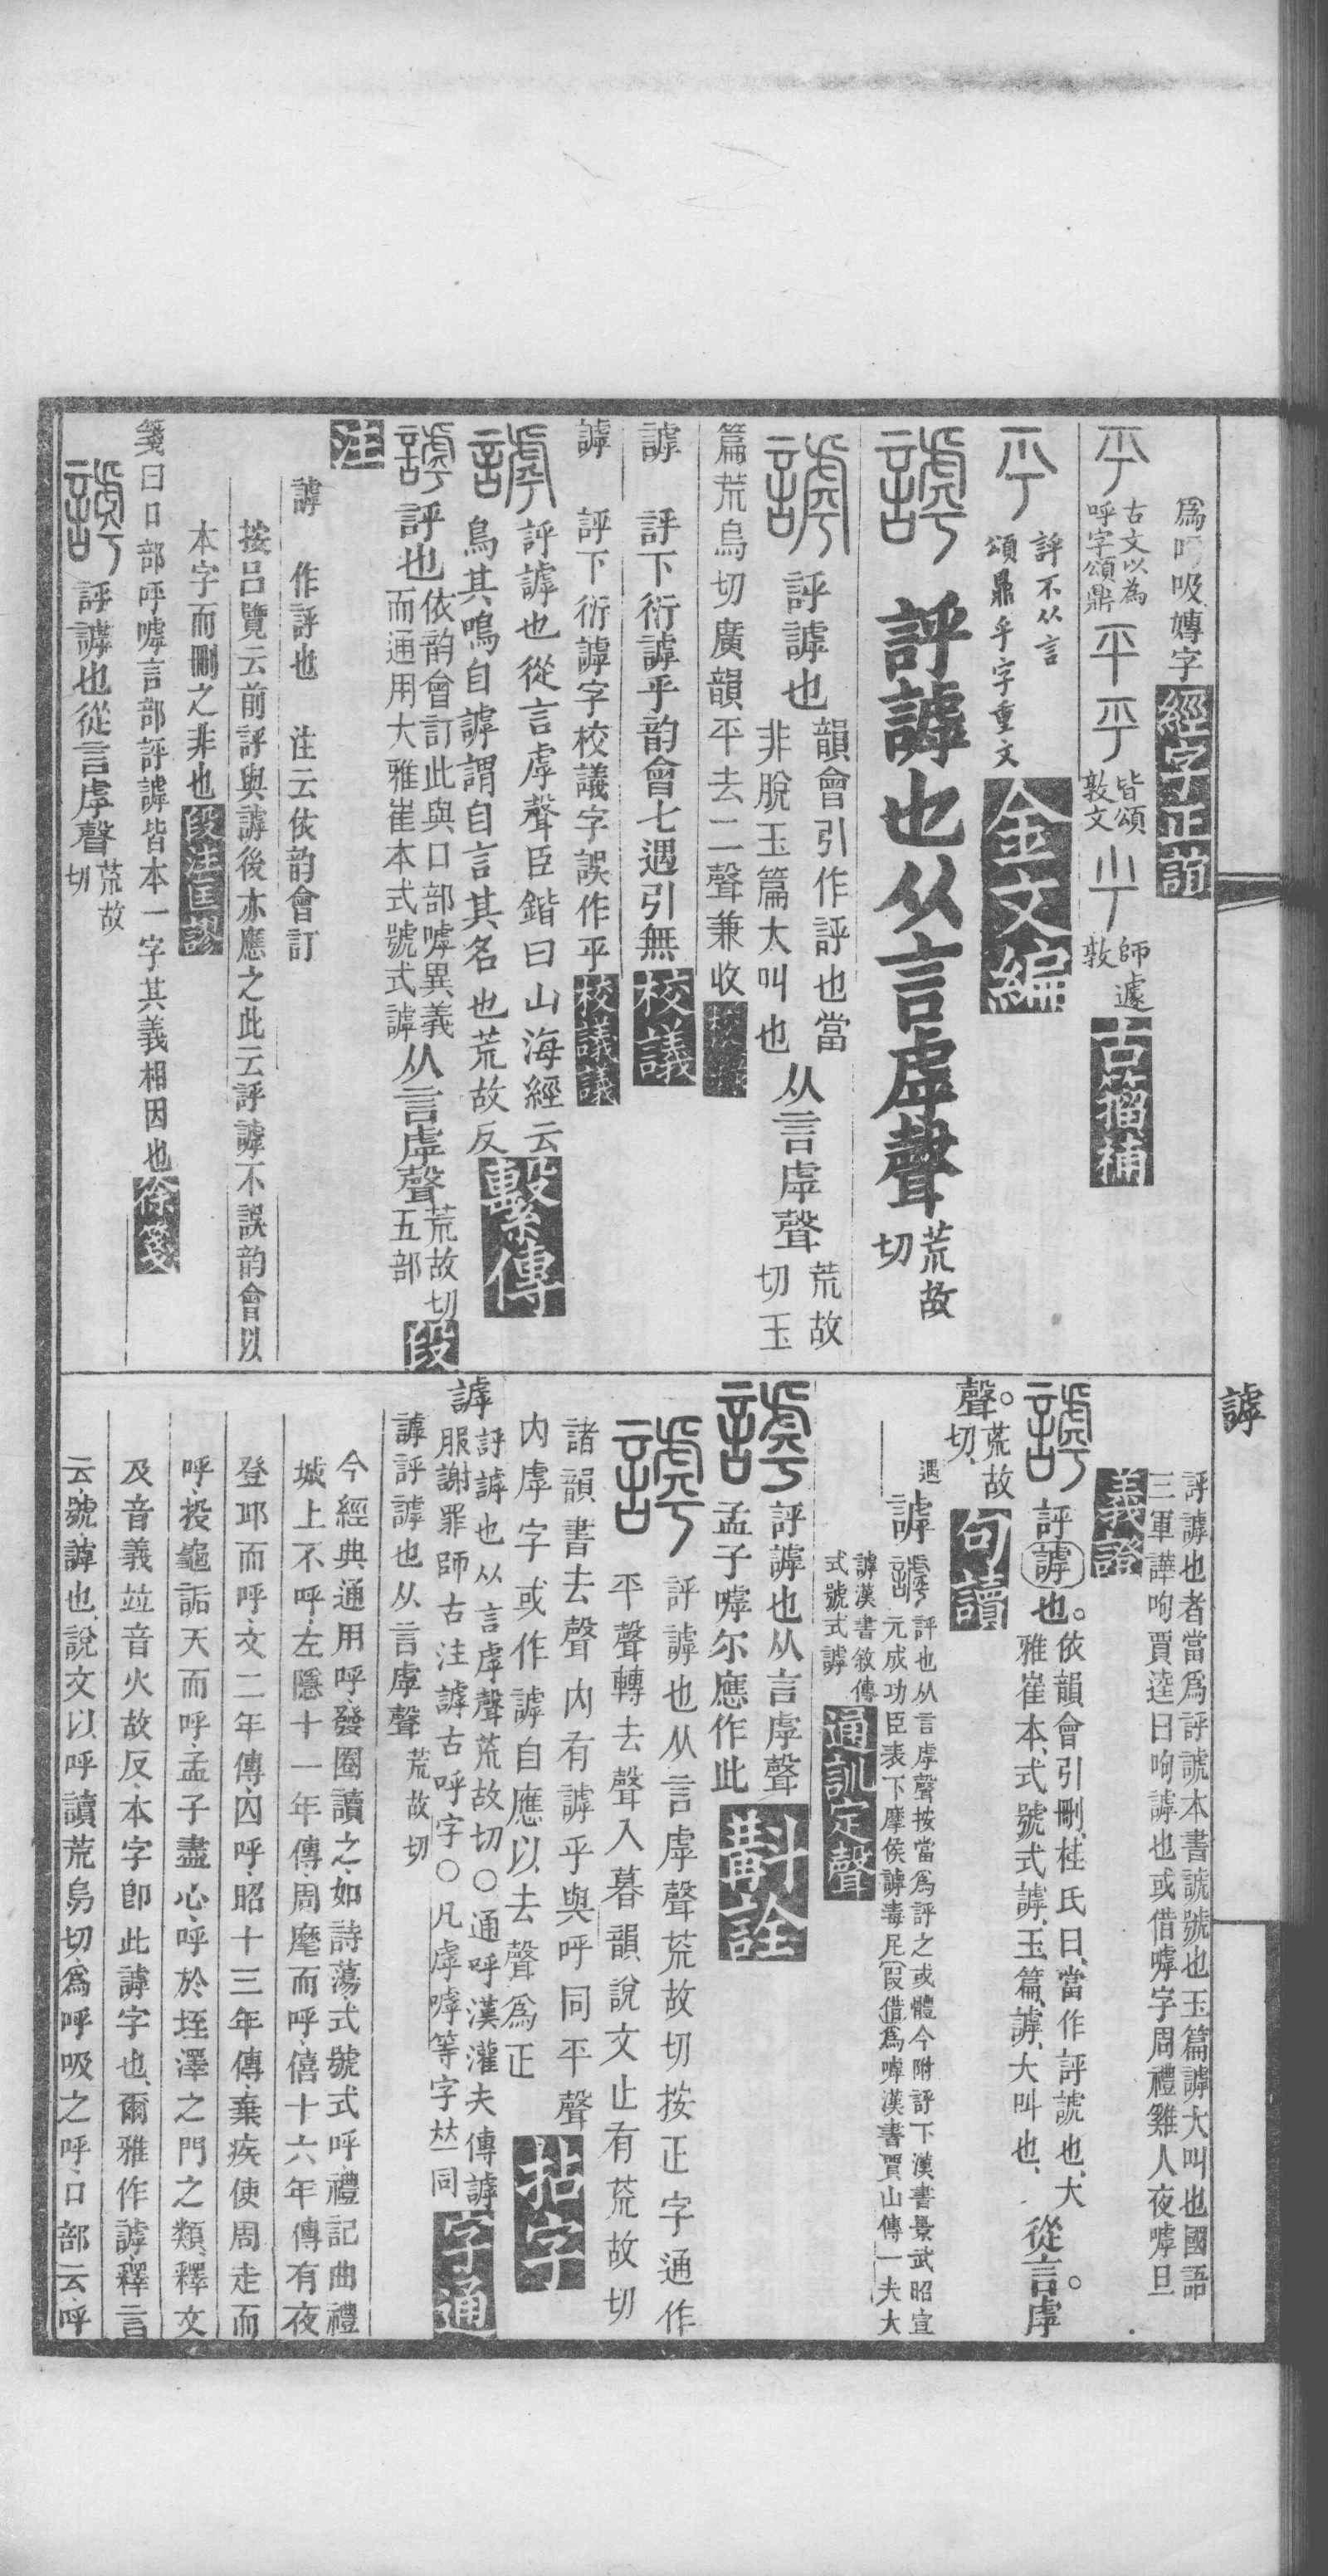 爲呼吸嫥字經字正誼
古文以為
呼字頌鼎
皆頌
敦文
師遽
敦
古籀補
評不从言
頌鼎乎字重文
金文編
謼 評謼也从言虖聲荒故
切
謼 評謼也
韻會引作評也當
非脫玉篇大叫也
从言虖聲
荒故
切玉
篇荒烏切廣韻平去二聲兼收校議
謼 評下衍謼乎韵會七遇引無校議
謼 評下衍謼字校議字誤作乎校議議
謼 評謼也從言虖聲臣鍇曰山海經云
鳥其鳴自謼謂自言其名也荒故反繫傳
謼 評也
依韵會訂此與口部嘑異義
而通用大雅崔本式號式謼
从言虖聲
荒故切
五部
段
注
謼 作評也 注云依韵會訂
按呂覽云前評與謼後亦應之此云評謼不誤韵會以
本字而刪之非也段注匡謬
箋曰口部呼嘑言部評謼皆本一字其義相因也徐箋
謼 評謼也從言虖聲
荒故
切
謼
評謼也者當爲評諕本書諕號也玉篇謼大叫也國語
三軍譁呴賈逵曰呴謼也或借嘑字周禮雞人夜嘑旦
義證
謼 評謼也。
依韻會引刪、桂氏曰、當作評諕也、大
雅崔本、式號式謼、玉篇、謼、大叫也、
從言。虖
聲。
荒故
切、
句讀
遇
謼 評也从言虖聲按當爲評之或體今附評下漢書景武昭宣
元成功臣表下摩侯謼毒尼(叚借)爲嘑漢書賈山傳一夫大
謼漢書敘傳
式號式謼
通訓定聲
謼 評謼也从言虖聲
孟子嘑尔應作此
斠詮
謼 評謼也从言虖聲荒故切按正字通作
平聲轉去聲入暮韻說文止有荒故切
諸韻書去聲內有謼乎與呼同平聲
內虖字或作謼自應以去聲爲正
拈字
謼
評謼也从言虖聲荒故切○通呼漢灌夫傳謼
服謝罪師古注謼古呼字○凡虖嘑等字𠀤同
字通
謼評謼也从言虖聲
荒故切
今經典通用呼、發圈讀之、如詩蕩、式號式呼、禮記曲禮
城上不呼、左隱十一年傳、周麾而呼、僖十六年傳有夜
登邱而呼、文二年傳、囚呼、昭十三年傳、棄疾使周走而
呼、投龜詬天而呼、孟子盡心、呼於垤澤之門之類、釋文
及音義竝音火故反、本字卽此謼字也、爾雅作謼、釋言
云、號謼也、說文以呼讀荒烏切、爲呼吸之呼、口部云、呼